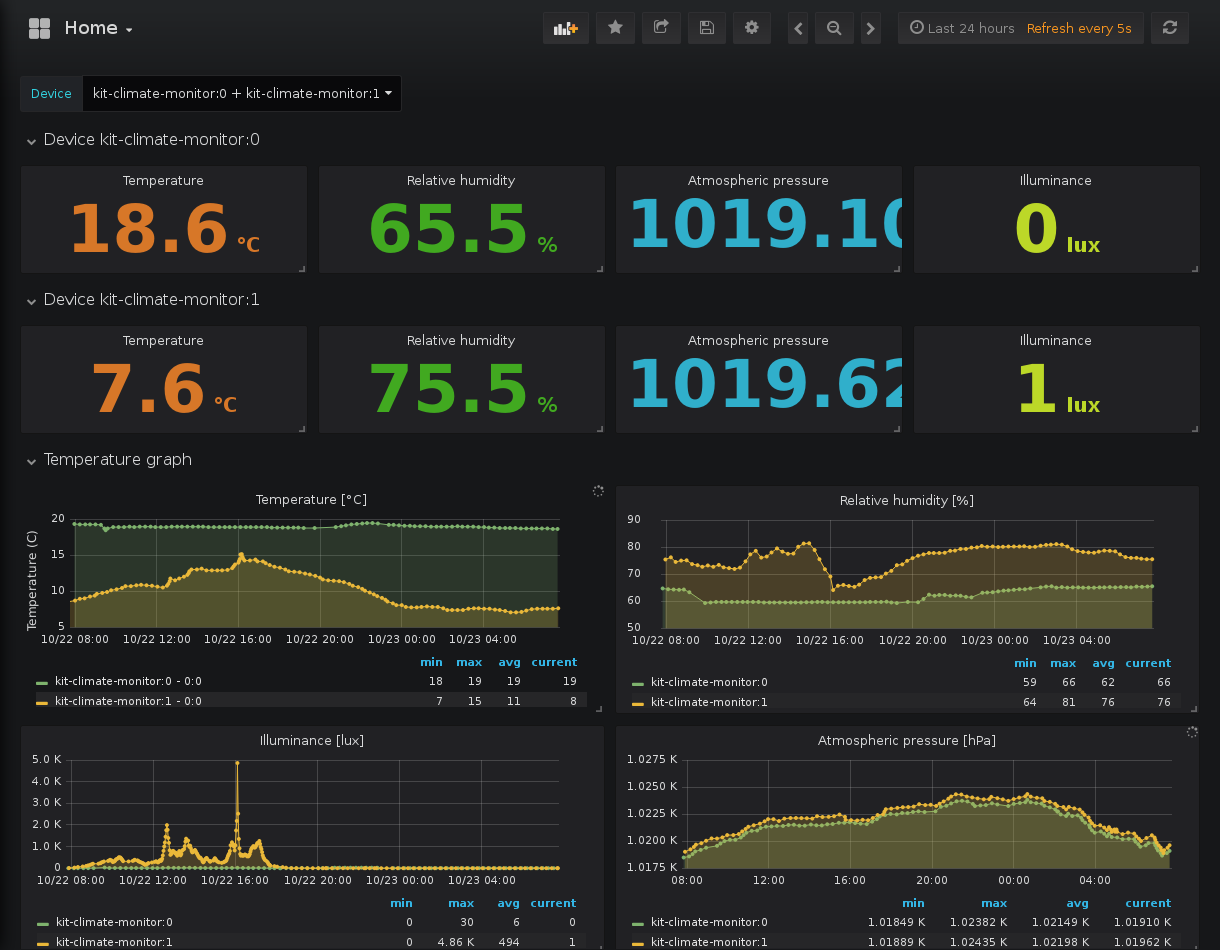 Home
Last 24 hours Refresh every 5s
Device kit-climate-monitor:0 + kit-climate-monitor:1
Device kit-climate-monitor:0
Temperature Relative humidity Atmospheric pressure Illuminance
18.6 °C 65.5 % 1019.10 0 lux
Device kit-climate-monitor:1
Temperature Relative humidity Atmospheric pressure Illuminance
7.6 °C 75.5 % 1019.62 1 lux
Temperature graph
Temperature [°C]
Temperature (C)
20
15
10
5
10/22 08:00 10/22 12:00 10/22 16:00 10/22 20:00 10/23 00:00 10/23 04:00
min max avg current
kit-climate-monitor:0 - 0:0 18 19 19 19
kit-climate-monitor:1 - 0:0 7 15 11 8
Relative humidity [%]
90
80
70
60
50
10/22 08:00 10/22 12:00 10/22 16:00 10/22 20:00 10/23 00:00 10/23 04:00
min max avg current
kit-climate-monitor:0 59 66 62 66
kit-climate-monitor:1 64 81 76 76
Illuminance [lux]
5.0 K
4.0 K
3.0 K
2.0 K
1.0 K
0
10/22 08:00 10/22 12:00 10/22 16:00 10/22 20:00 10/23 00:00 10/23 04:00
min max avg current
kit-climate-monitor:0 0 30 6 0
kit-climate-monitor:1 0 4.86 K 494 1
Atmospheric pressure [hPa]
1.0275 K
1.0250 K
1.0225 K
1.0200 K
1.0175 K
08:00 12:00 16:00 20:00 00:00 04:00
min max avg current
kit-climate-monitor:0 1.01849 K 1.02382 K 1.02149 K 1.01910 K
kit-climate-monitor:1 1.01889 K 1.02435 K 1.02198 K 1.01962 K